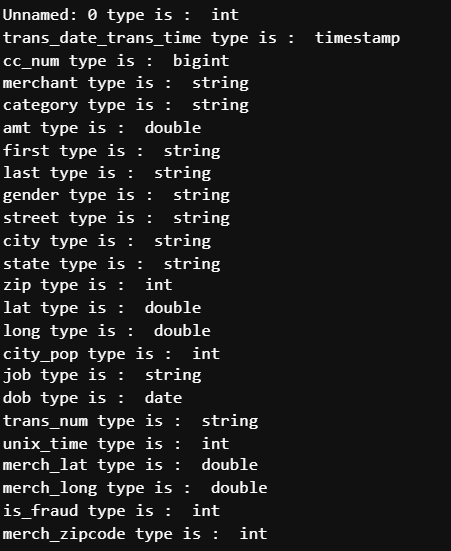 Unnamed: 0 type is :  int
trans_date_trans_time type is :  timestamp
cc_num type is :  bigint
merchant type is :  string
category type is :  string
amt type is :  double
first type is :  string
last type is :  string
gender type is :  string
street type is :  string
city type is :  string
state type is :  string
zip type is :  int
lat type is :  double
long type is :  double
city_pop type is :  int
job type is :  string
dob type is :  date
trans_num type is :  string
unix_time type is :  int
merch_lat type is :  double
merch_long type is :  double
is_fraud type is :  int
merch_zipcode type is :  int